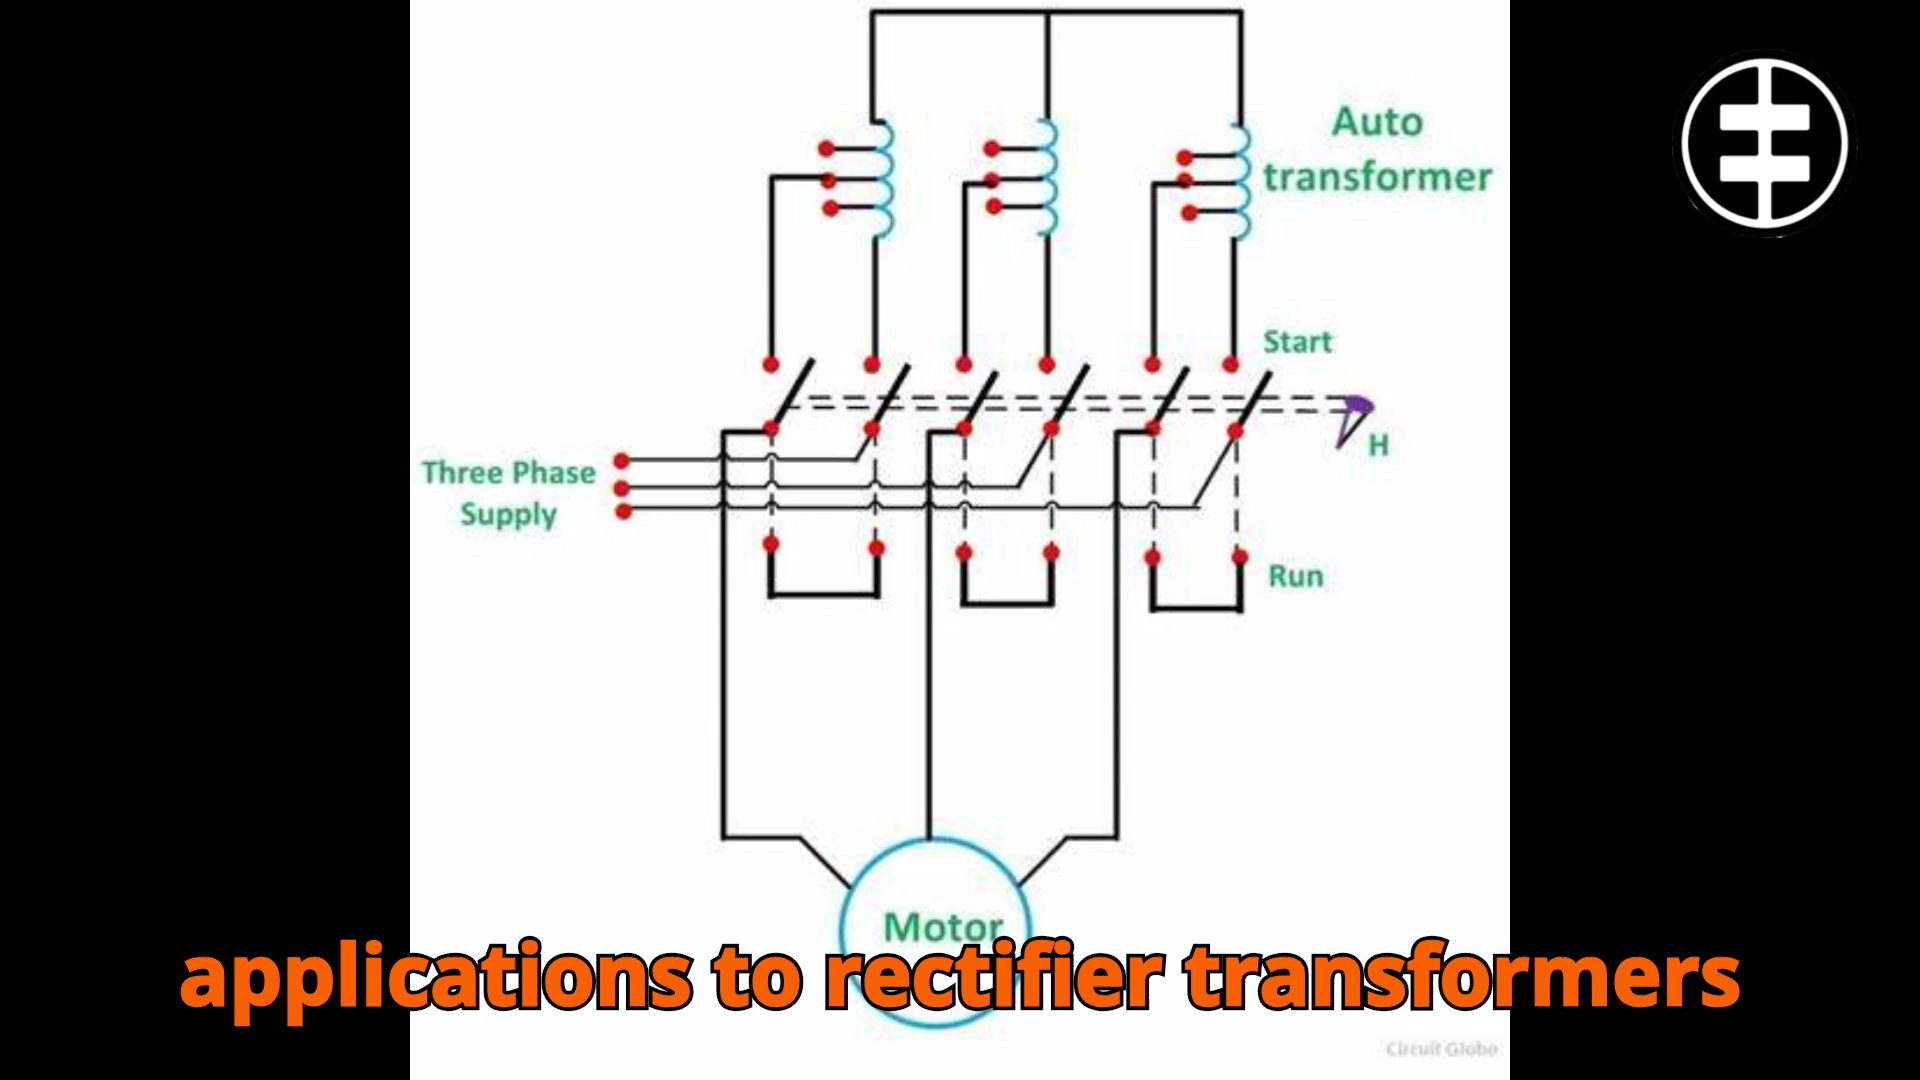 Auto
transformer
Start
H
Three Phase
Supply
Run
Motor
applications to rectifier transformers
Circuit Globe